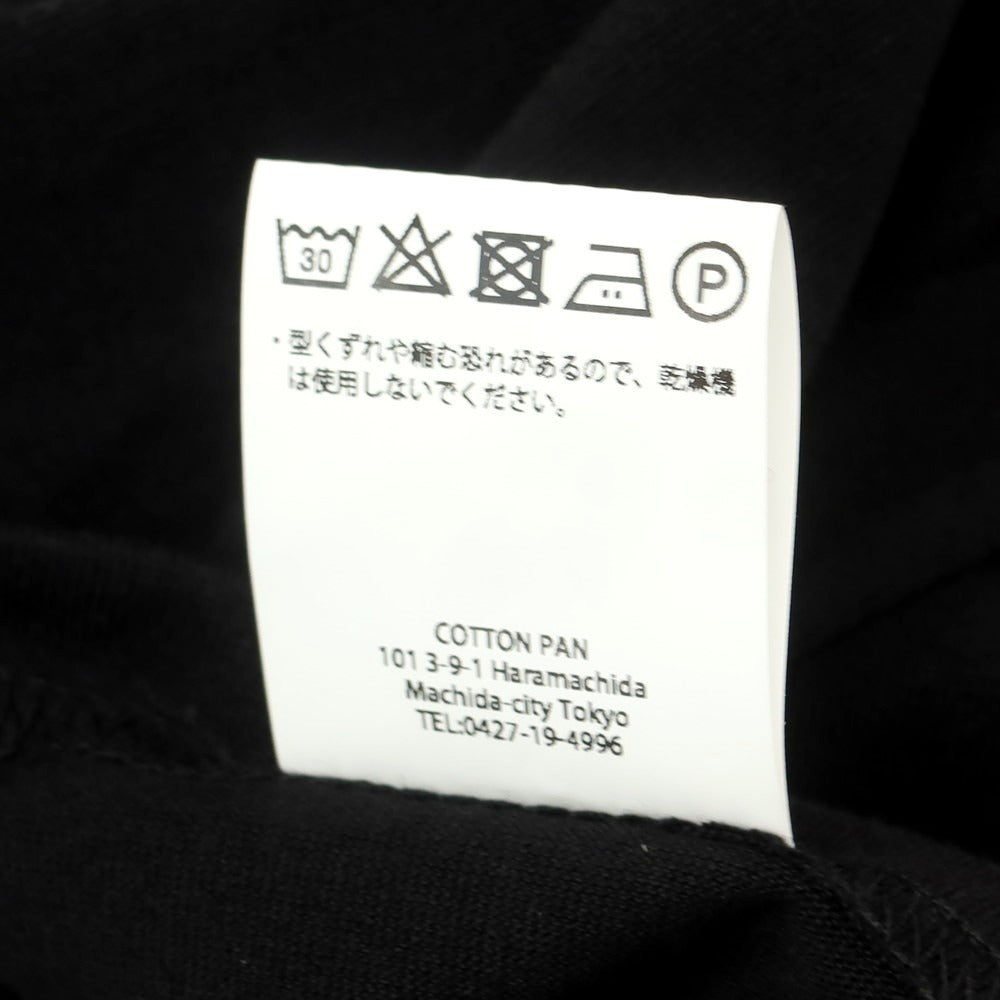 30
P
・型くずれや縮む恐れがあるので、乾燥機
は使用しないでください。
COTTON PAN
101 3-9-1 Haramachida
Machida-city Tokyo
TEL:0427-19-4996